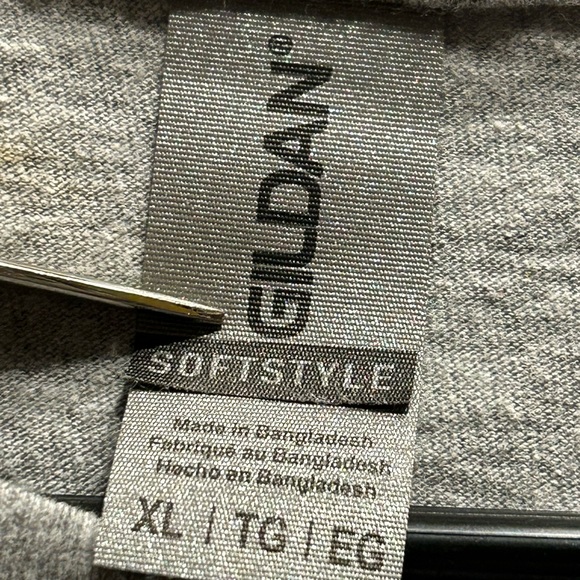 GILDAN®
SOFTSTYLE
Made in Bangladesh
Fabriqué au Bangladesh
Hecho en Bangladesh
XL | TG | EG